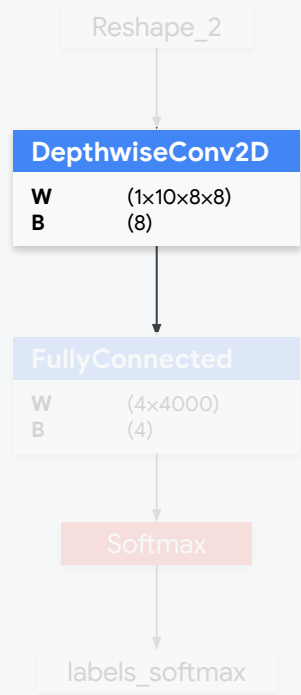 Reshape_2
DepthwiseConv2D
W (1×10×8×8)
B (8)
FullyConnected
W (4×4000)
B (4)
Softmax
labels_softmax